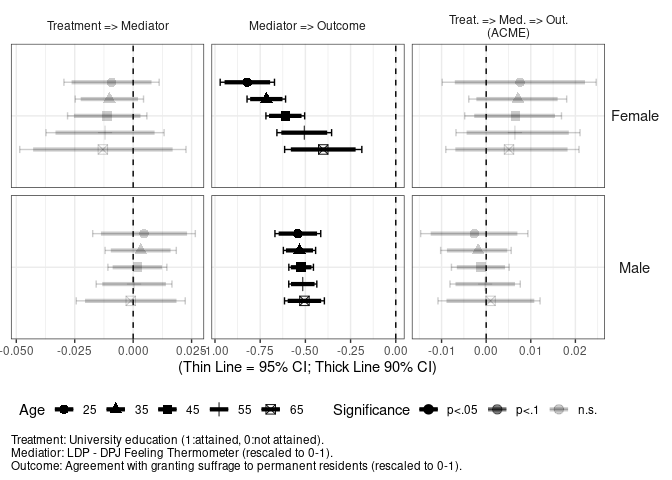 Treatment => Mediator
Mediator => Outcome
Treat. => Med. => Out.
(ACME)
Female
Male
-0.050 -0.025 0.000 0.025
-1.00 -0.75 -0.50 -0.25 0.00
-0.01 0.00 0.01 0.02
(Thin Line = 95% CI; Thick Line 90% CI)
Age 25 35 45 55 65 Significance p<.05 p<.1 n.s.
Treatment: University education (1:attained, 0:not attained).
Mediatior: LDP - DPJ Feeling Thermometer (rescaled to 0-1).
Outcome: Agreement with granting suffrage to permanent residents (rescaled to 0-1).